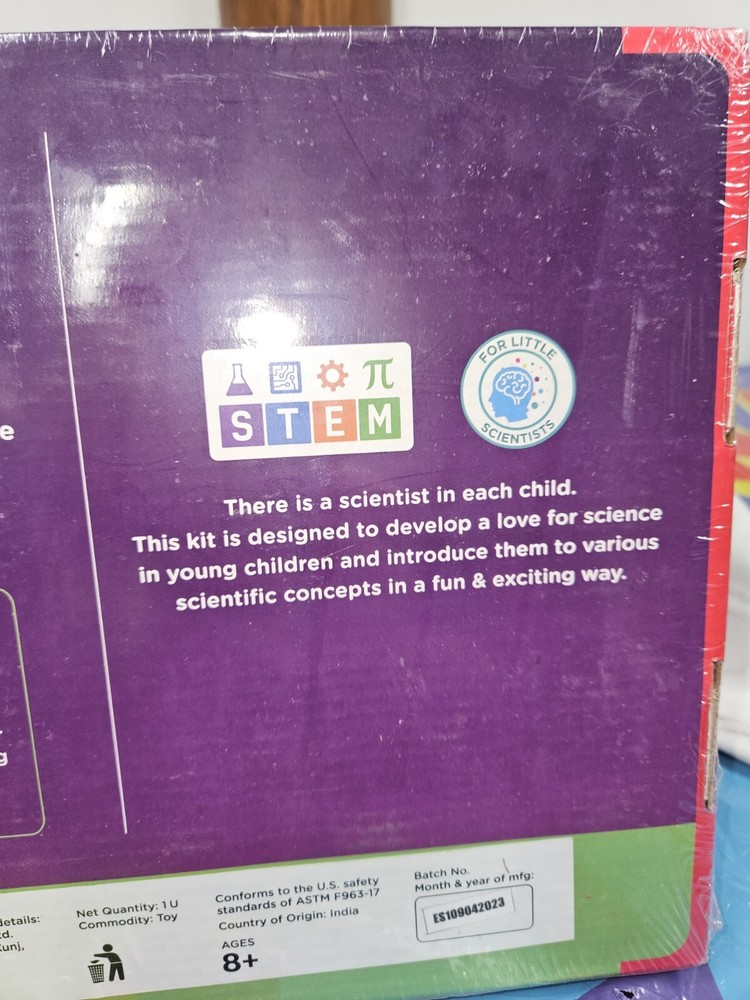 e
π
STEM
FOR LITTLE
SCIENTISTS
There is a scientist in each child.
This kit is designed to develop a love for science
in young children and introduce them to various
scientific concepts in a fun & exciting way.
g
details:
td.
Kunj,
Net Quantity: 1 U
Commodity: Toy
Conforms to the U.S. safety
standards of ASTM F963-17
Country of Origin: India
AGES
8+
Batch No.
Month & year of mfg:
ES109042023